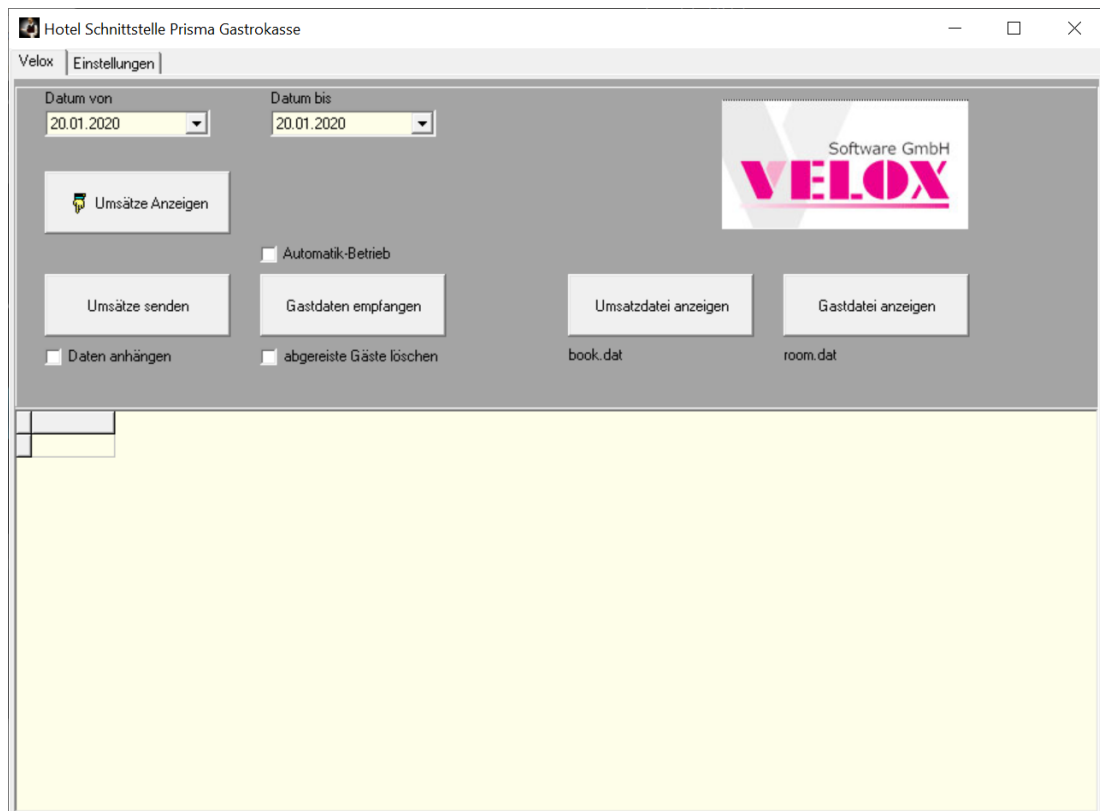 Hotel Schnittstelle Prisma Gastrokasse
Velox Einstellungen
Datum von Datum bis
20.01.2020 20.01.2020
Software GmbH
VELOX
Umsätze Anzeigen
Automatik-Betrieb
Umsätze senden Gastdaten empfangen Umsatzdatei anzeigen Gastdatei anzeigen
Daten anhängen abgereiste Gäste löschen book.dat room.dat